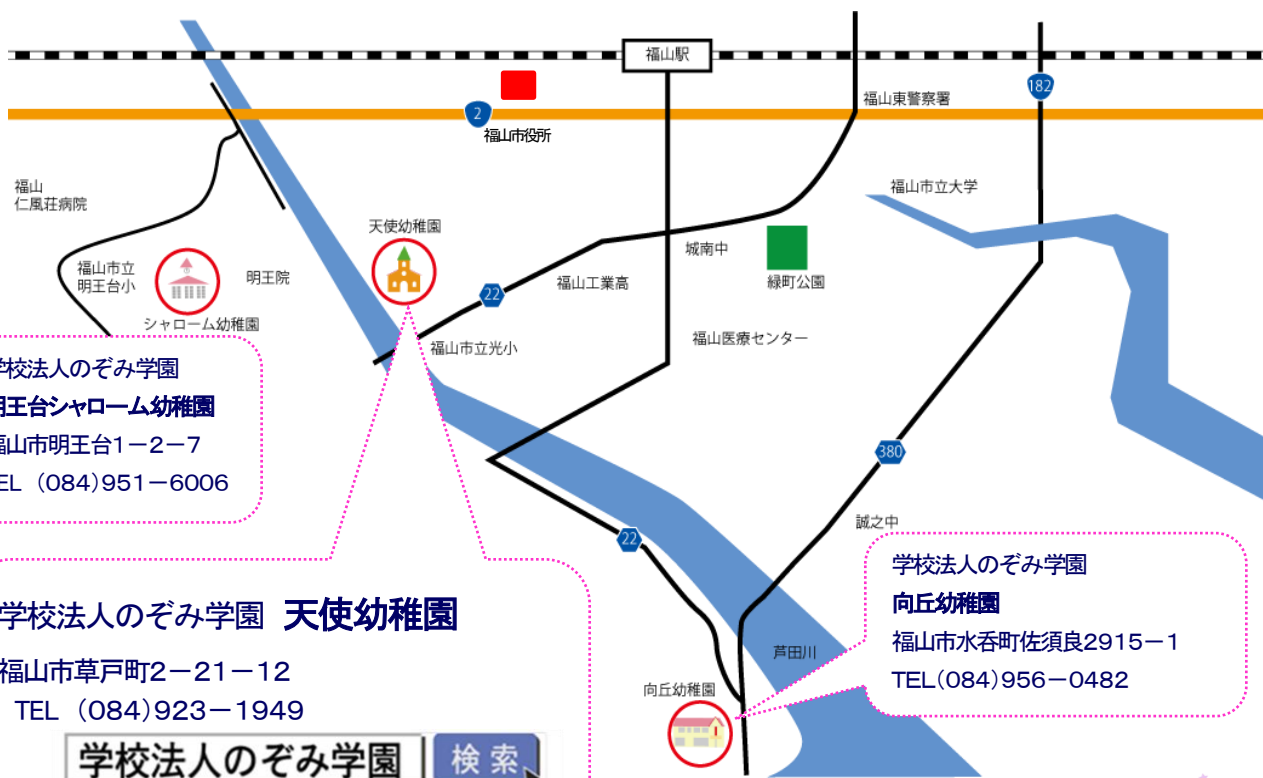 福山駅
182
福山東警察署
2
福山市役所
福山
仁風荘病院
福山市立大学
天使幼稚園
城南中
福山市立
明王台小
明王院
福山工業高
緑町公園
22
シャローム幼稚園
福山市立光小
福山医療センター
学校法人のぞみ学園
明王台シャローム幼稚園
福山市明王台1－2－7
TEL (084)951－6006
380
誠之中
22
学校法人のぞみ学園
向丘幼稚園
福山市水呑町佐須良2915－1
TEL(084)956－0482
芦田川
向丘幼稚園
学校法人のぞみ学園 天使幼稚園
福山市草戸町2－21－12
TEL (084)923－1949
学校法人のぞみ学園 検索